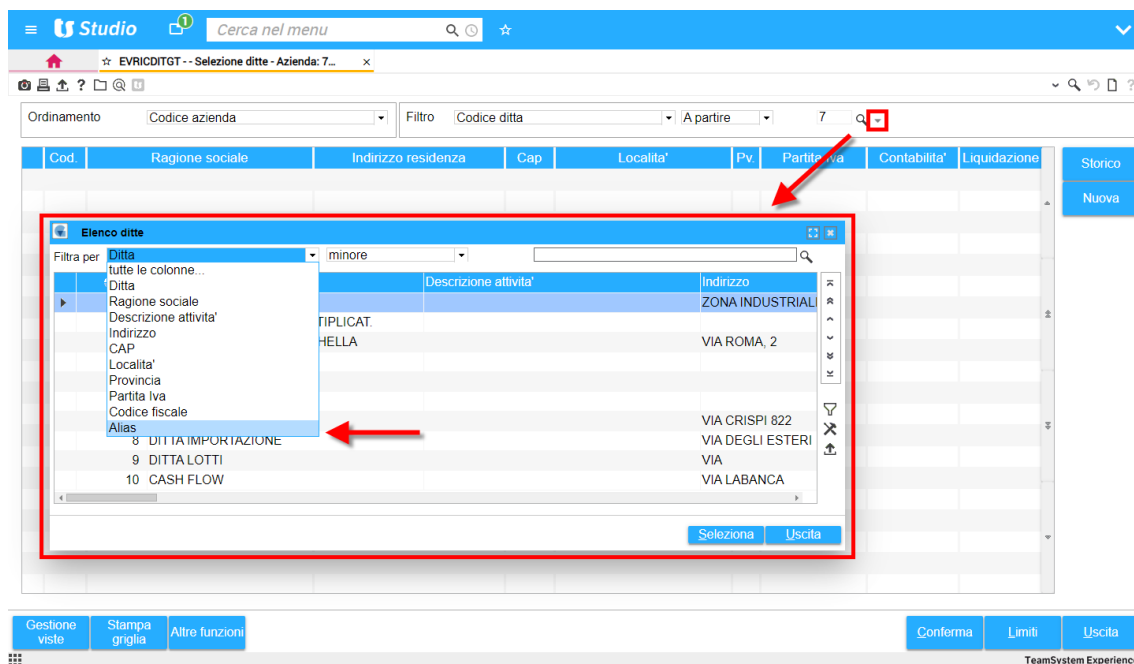 Studio 1 Cerca nel menu
EVRICDITGT - - Selezione ditte - Azienda: 7... ×
Ordinamento Codice azienda Filtro Codice ditta A partire 7
Cod. Ragione sociale Indirizzo residenza Cap Localita' Pv. Partita Iva Contabilita' Liquidazione
Storico
Nuova
Elenco ditte
Filtra per Ditta minore
tutte le colonne...
Ditta
Ragione sociale
Descrizione attivita'
Indirizzo
CAP
Localita'
Provincia
Partita Iva
Codice fiscale
Alias
Descrizione attivita' Indirizzo
ZONA INDUSTRIAL
TIPLICAT.
HELLA VIA ROMA, 2
VIA CRISPI 822
8 DITTA IMPORTAZIONE VIA DEGLI ESTERI
9 DITTA LOTTI VIA
10 CASH FLOW VIA LABANCA
Seleziona Uscita
Gestione viste
Stampa griglia
Altre funzioni
Conferma Limiti Uscita
TeamSystem Experience